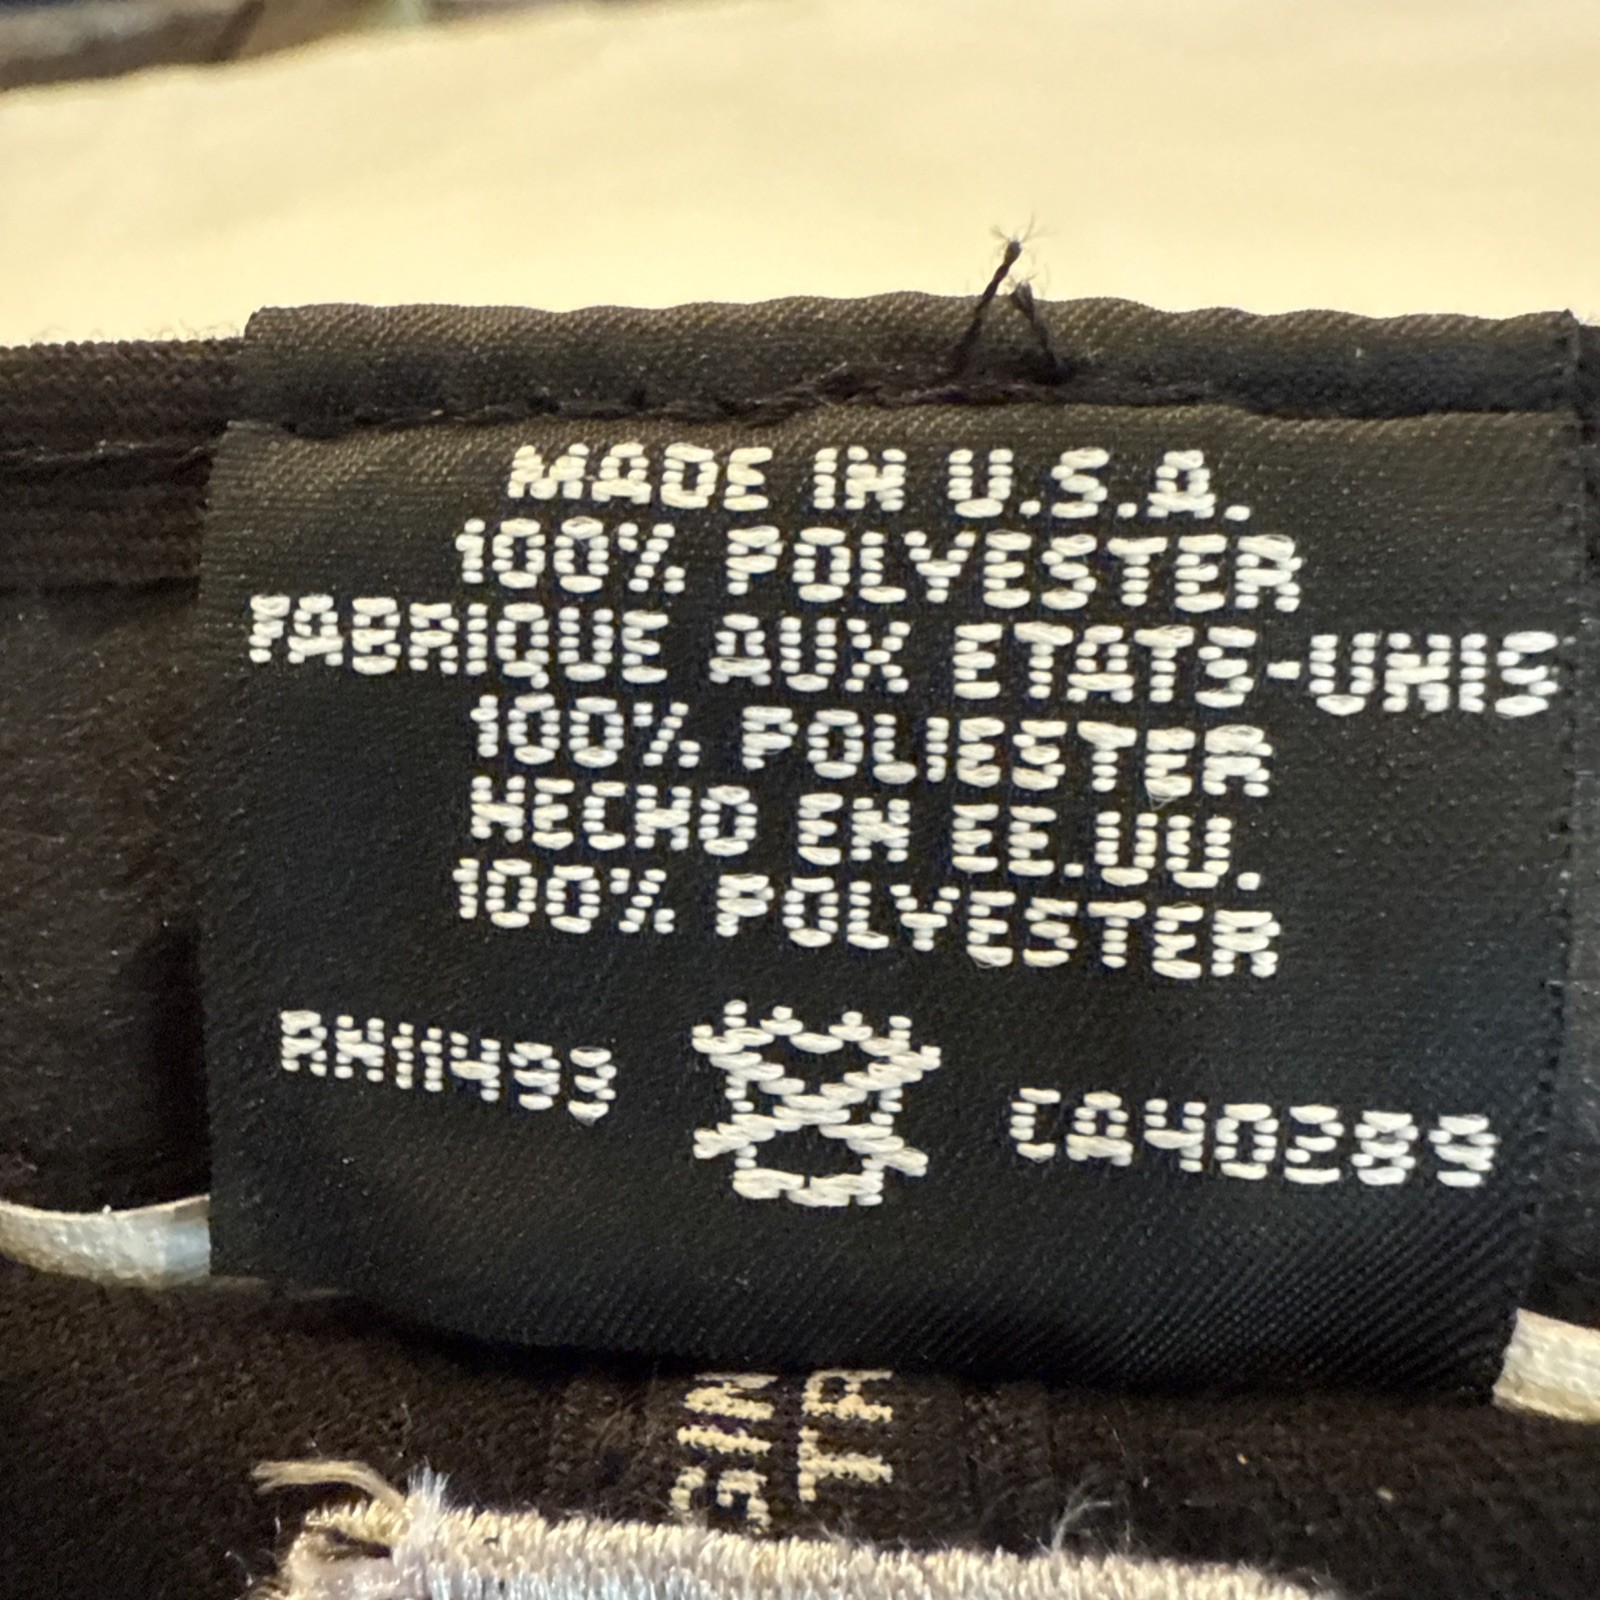 MADE IN U.S.A.
100% POLYESTER
FABRIQUE AUX ETATS-UNIS
100% POLIESTER
HECHO EN EE.UU.
100% POLYESTER
RN11493 CA40289